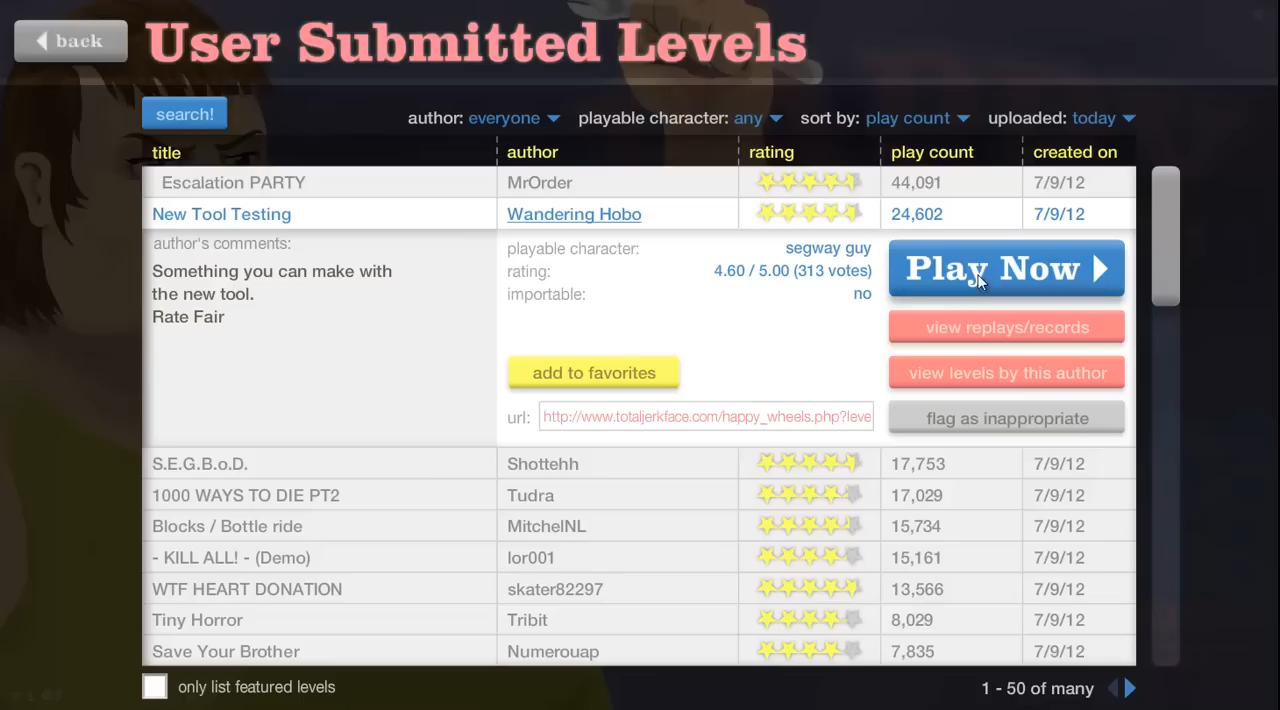 back
User Submitted Levels
search!
author: everyone playable character: any sort by: play count uploaded: today
title author rating play count created on
Escalation PARTY MrOrder 44,091 7/9/12
New Tool Testing Wandering Hobo 24,602 7/9/12
author's comments:
Something you can make with
the new tool.
Rate Fair
playable character: segway guy
rating: 4.60 / 5.00 (313 votes)
importable: no
add to favorites
url: http://www.totaljerkface.com/happy_wheels.php?leve
Play Now
view replays/records
view levels by this author
flag as inappropriate
S.E.G.B.o.D. Shottehh 17,753 7/9/12
1000 WAYS TO DIE PT2 Tudra 17,029 7/9/12
Blocks / Bottle ride MitchelNL 15,734 7/9/12
- KILL ALL! - (Demo) lor001 15,161 7/9/12
WTF HEART DONATION skater82297 13,566 7/9/12
Tiny Horror Tribit 8,029 7/9/12
Save Your Brother Numerouap 7,835 7/9/12
only list featured levels
1 - 50 of many